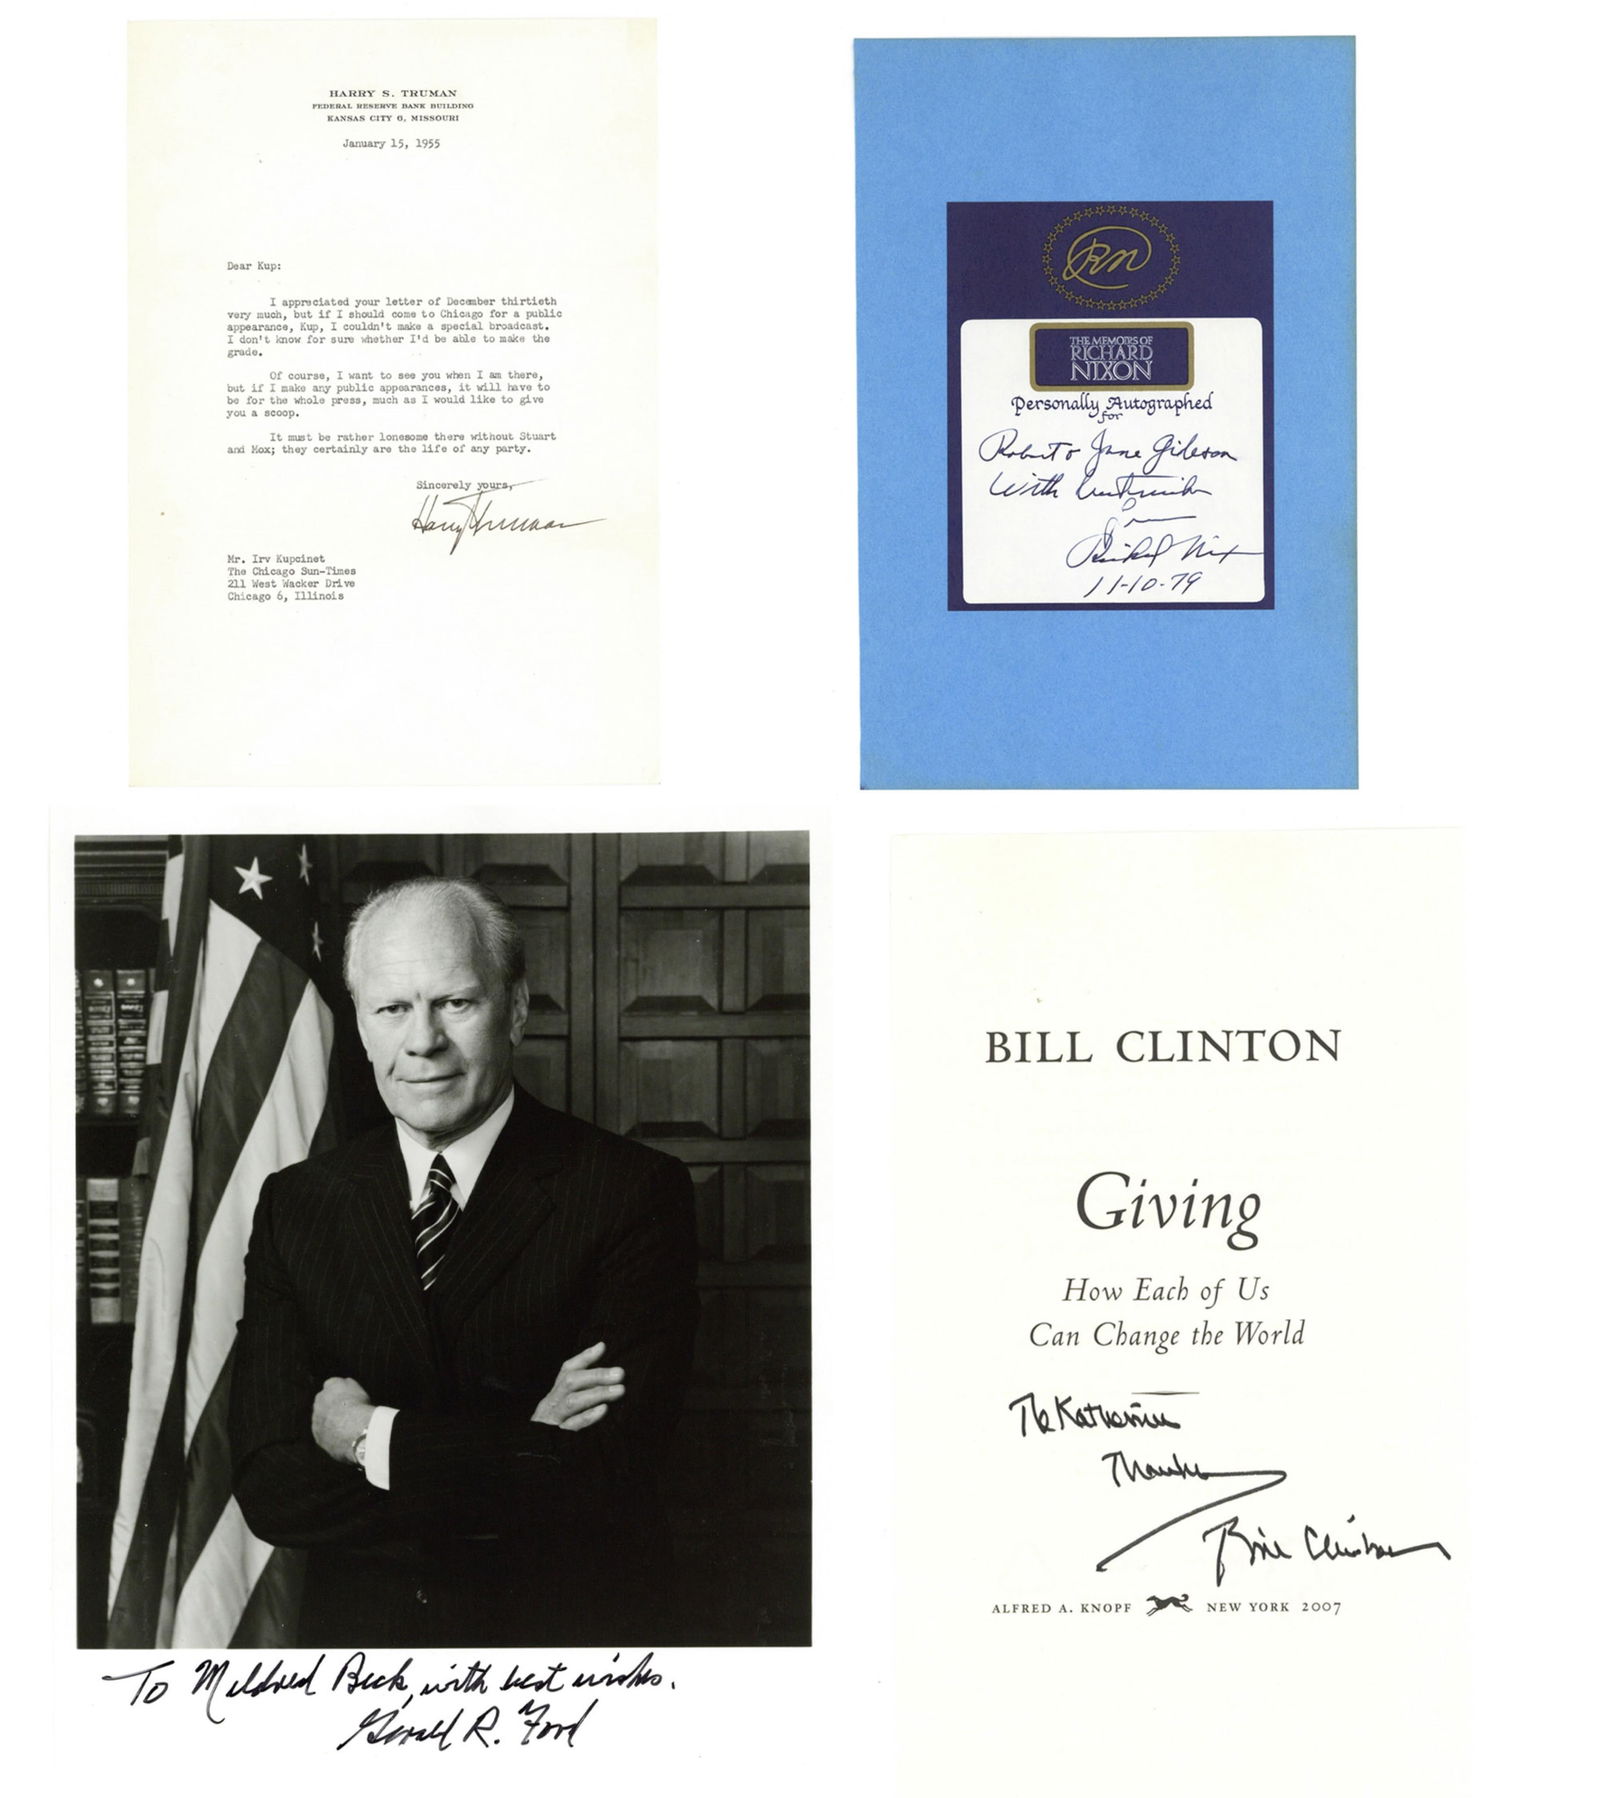 HARRY S. TRUMAN
FEDERAL RESERVE BANK BUILDING
KANSAS CITY 6, MISSOURI
January 15, 1955
Dear Kup:
I appreciated your letter of December thirtieth
very much, but if I should come to Chicago for a public
appearance, Kup, I couldn't make a special broadcast.
I don't know for sure whether I'd be able to make the
grade.
Of course, I want to see you when I am there,
but if I make any public appearances, it will have to
be for the whole press, much as I would like to give
you a scoop.
It must be rather lonesome there without Stuart
and Mox; they certainly are the life of any party.
Sincerely yours,
Harry Truman
Mr. Irv Kupcinet
The Chicago Sun-Times
211 West Wacker Drive
Chicago 6, Illinois
RN
THE MEMOIRS OF
RICHARD
NIXON
Personally Autographed
for
Robert & Jane Gibson
With best wishes
from
Richard Nixon
11-10-79
To Mildred Beck, with best wishes.
Gerald R. Ford
BILL CLINTON
Giving
How Each of Us
Can Change the World
To Katherine
Thanks
Bill Clinton
ALFRED A. KNOPF NEW YORK 2007